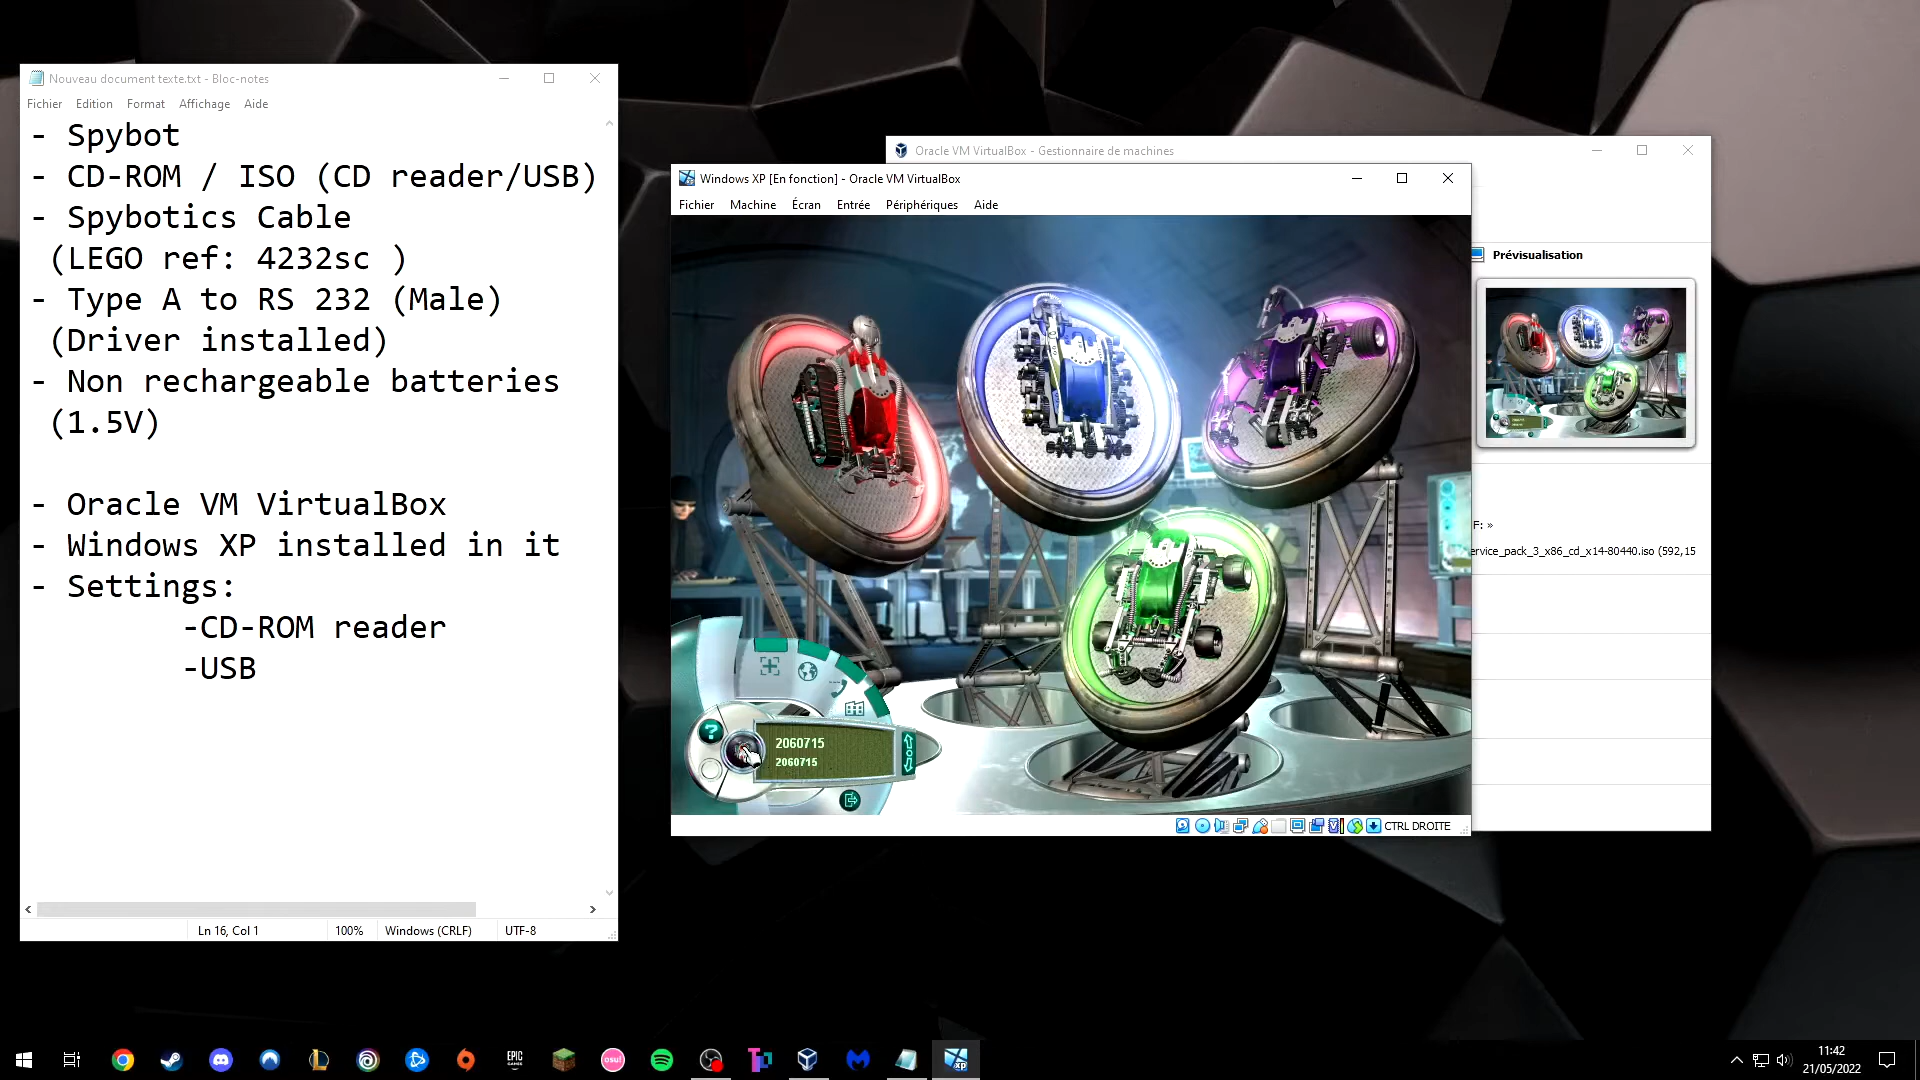 Nouveau document texte.txt - Bloc-notes
Fichier Edition Format Affichage Aide
- Spybot
- CD-ROM / ISO (CD reader/USB)
- Spybotics Cable
(LEGO ref: 4232sc )
- Type A to RS 232 (Male)
(Driver installed)
- Non rechargeable batteries
(1.5V)
- Oracle VM VirtualBox
- Windows XP installed in it
- Settings:
-CD-ROM reader
-USB
Ln 16, Col 1 100% Windows (CRLF) UTF-8
Oracle VM VirtualBox - Gestionnaire de machines
Windows XP [En fonction] - Oracle VM VirtualBox
Fichier Machine Écran Entrée Périphériques Aide
Prévisualisation
F: »
ervice_pack_3_x86_cd_x14-80440.iso (592,15
?
2060715
2060715
CTRL DROITE
EPIC
GAMES
osu!
xp
11:42
21/05/2022